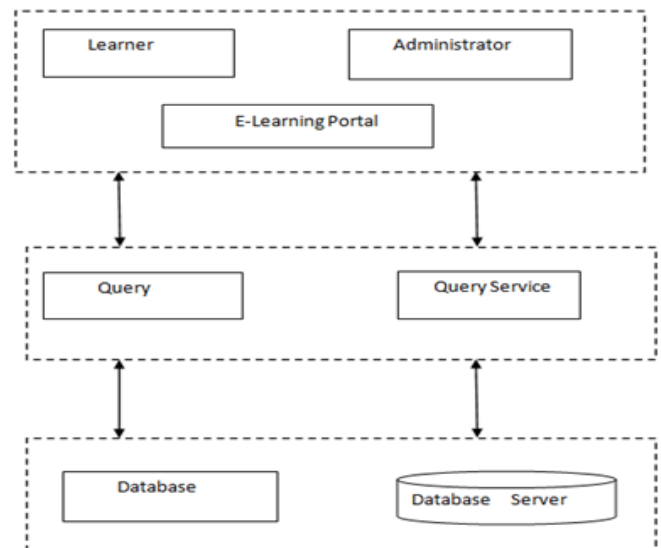 Learner
Administrator
E-Learning Portal
Query
Query Service
Database
Database Server